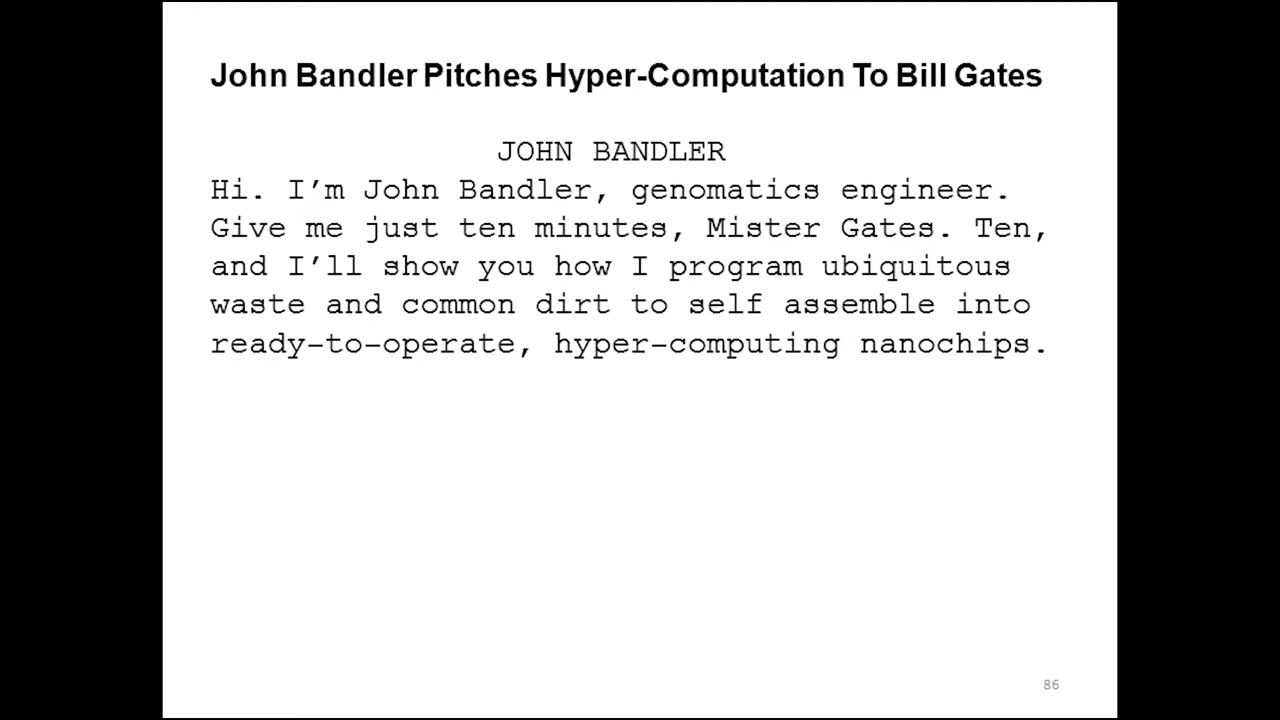 John Bandler Pitches Hyper-Computation To Bill Gates
JOHN BANDLER
Hi. I’m John Bandler, genomatics engineer.
Give me just ten minutes, Mister Gates. Ten,
and I’ll show you how I program ubiquitous
waste and common dirt to self assemble into
ready-to-operate, hyper-computing nanochips.
86